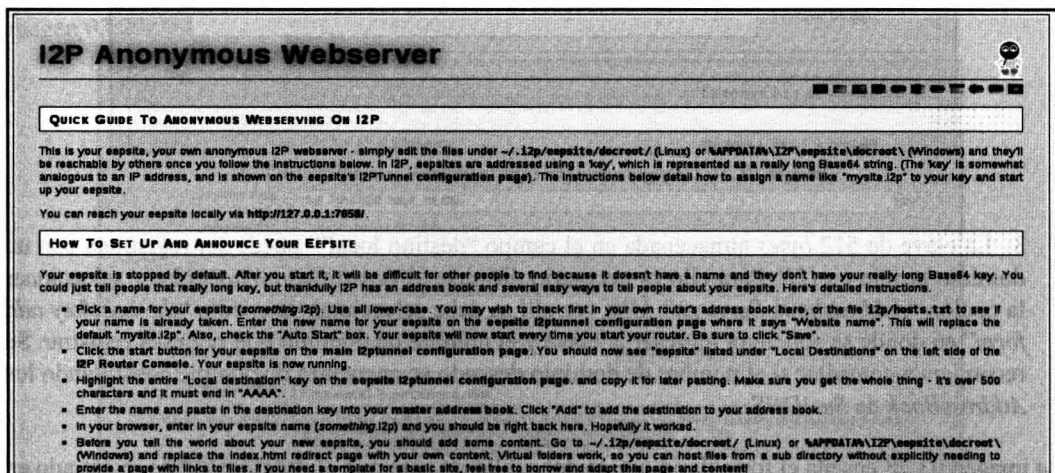 I2P Anonymous Webserver
QUICK GUIDE TO ANONYMOUS WEBSERVING ON I2P
This is your eepsite, your own anonymous I2P webserver - simply edit the files under ~/.i2p/eepsite/docroot/ (Linux) or %APPDATA%\I2P\eepsite\docroot\ (Windows) and they'll
be reachable by others once you follow the instructions below. In I2P, eepsites are addressed using a 'key', which is represented as a really long Base64 string. (The 'key' is somewhat
analogous to an IP address, and is shown on the eepsite's I2PTunnel configuration page). The instructions below detail how to assign a name like "mysite.i2p" to your key and start
up your eepsite.
You can reach your eepsite locally via http://127.0.0.1:7658/.
HOW TO SET UP AND ANNOUNCE YOUR EEPSITE
Your eepsite is stopped by default. After you start it, it will be difficult for other people to find because it doesn't have a name and they don't have your really long Base64 key. You
could just tell people that really long key, but thankfully I2P has an address book and several easy ways to tell people about your eepsite. Here's detailed instructions.
▪ Pick a name for your eepsite (something.i2p). Use all lower-case. You may wish to check first in your own router's address book here, or the file i2p/hosts.txt to see if
your name is already taken. Enter the new name for your eepsite on the eepsite i2ptunnel configuration page where it says "Website name". This will replace the
default "mysite.i2p". Also, check the "Auto Start" box. Your eepsite will now start every time you start your router. Be sure to click "Save".
▪ Click the start button for your eepsite on the main i2ptunnel configuration page. You should now see "eepsite" listed under "Local Destinations" on the left side of the
I2P Router Console. Your eepsite is now running.
▪ Highlight the entire "Local destination" key on the eepsite i2ptunnel configuration page. and copy it for later pasting. Make sure you get the whole thing - it's over 500
characters and it must end in "AAAA".
▪ Enter the name and paste in the destination key into your master address book. Click "Add" to add the destination to your address book.
▪ In your browser, enter in your eepsite name (something.i2p) and you should be right back here. Hopefully it worked.
▪ Before you tell the world about your new eepsite, you should add some content. Go to ~/.i2p/eepsite/docroot/ (Linux) or %APPDATA%\I2P\eepsite\docroot\
(Windows) and replace the index.html redirect page with your own content. Virtual folders work, so you can host files from a sub directory without explicitly needing to
provide a page with links to files. If you need a template for a basic site, feel free to borrow and adapt this page and content!